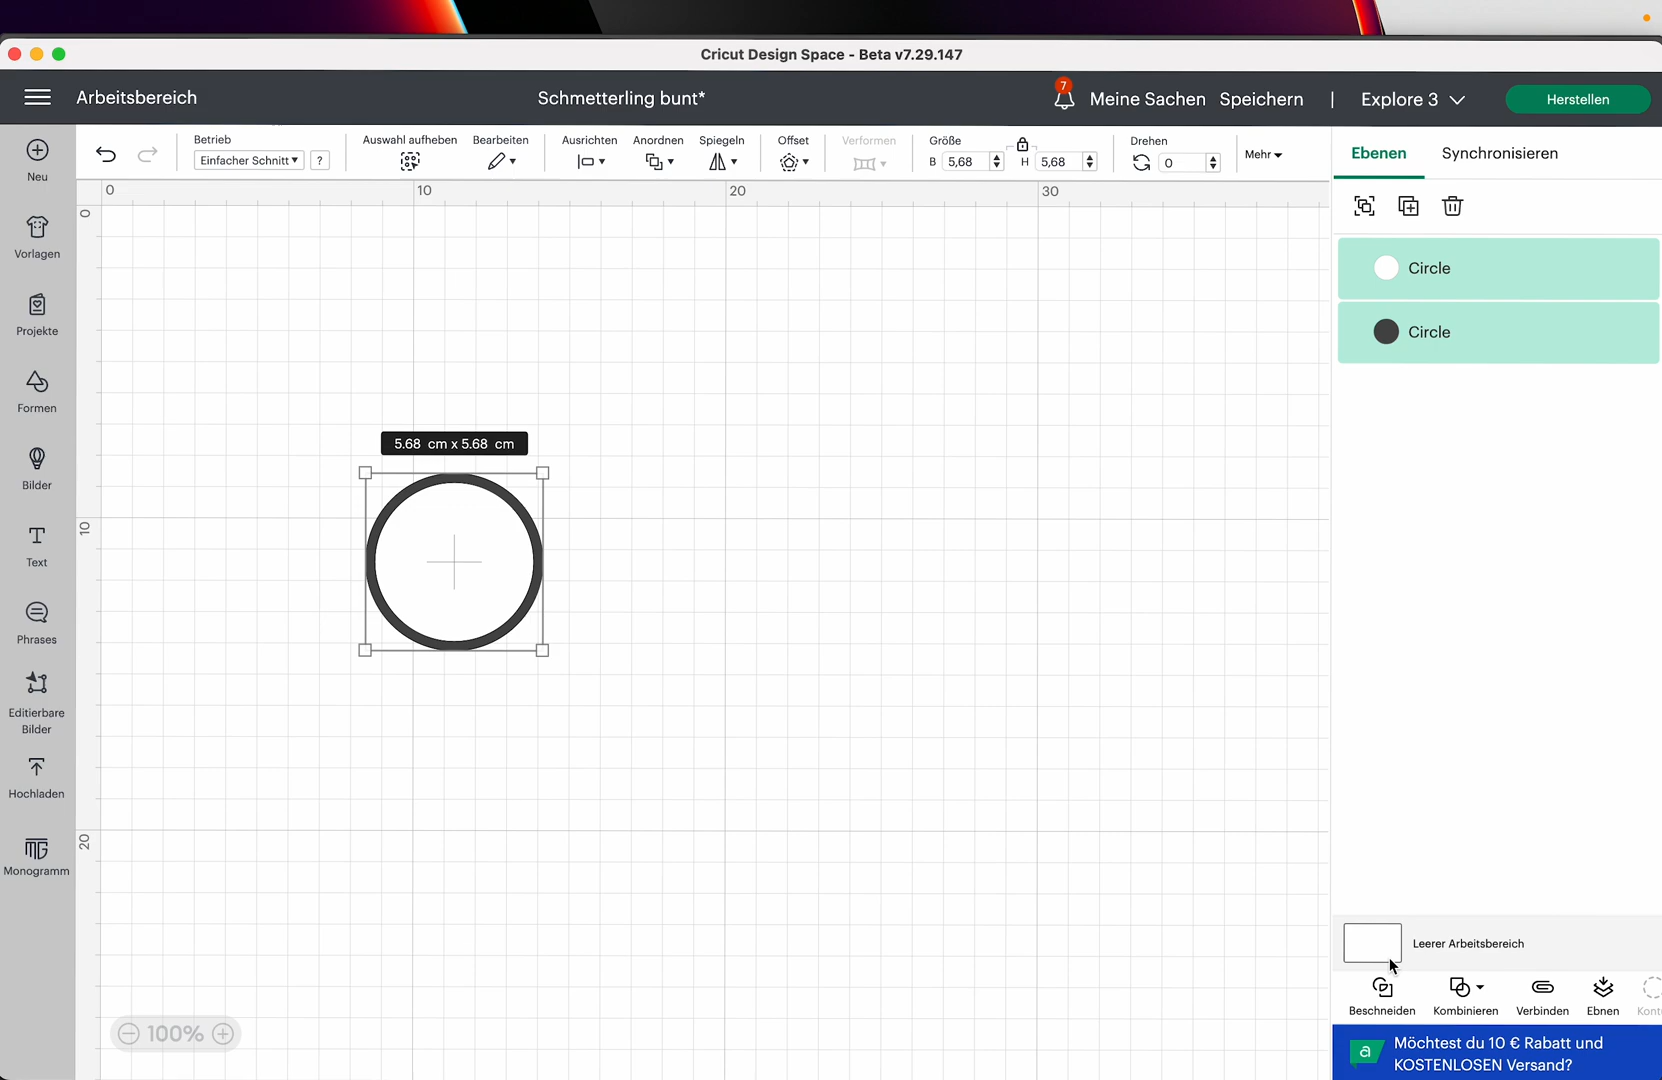 Cricut Design Space - Beta v7.29.147
Arbeitsbereich
Schmetterling bunt*
7
Meine Sachen
Speichern
|
Explore 3
Herstellen
Betrieb
Einfacher Schnitt
?
Auswahl aufheben
Bearbeiten
Ausrichten
Anordnen
Spiegeln
Offset
Verformen
Größe
B 5,68
H 5,68
Drehen
0
Mehr
Ebenen
Synchronisieren
Neu
Vorlagen
Projekte
Formen
Bilder
Text
Phrases
Editierbare
Bilder
Hochladen
Monogramm
0
10
20
30
0
10
20
5.68 cm x 5.68 cm
100%
Circle
Circle
Leerer Arbeitsbereich
Beschneiden
Kombinieren
Verbinden
Ebnen
Kont
a
Möchtest du 10 € Rabatt und
KOSTENLOSEN Versand?